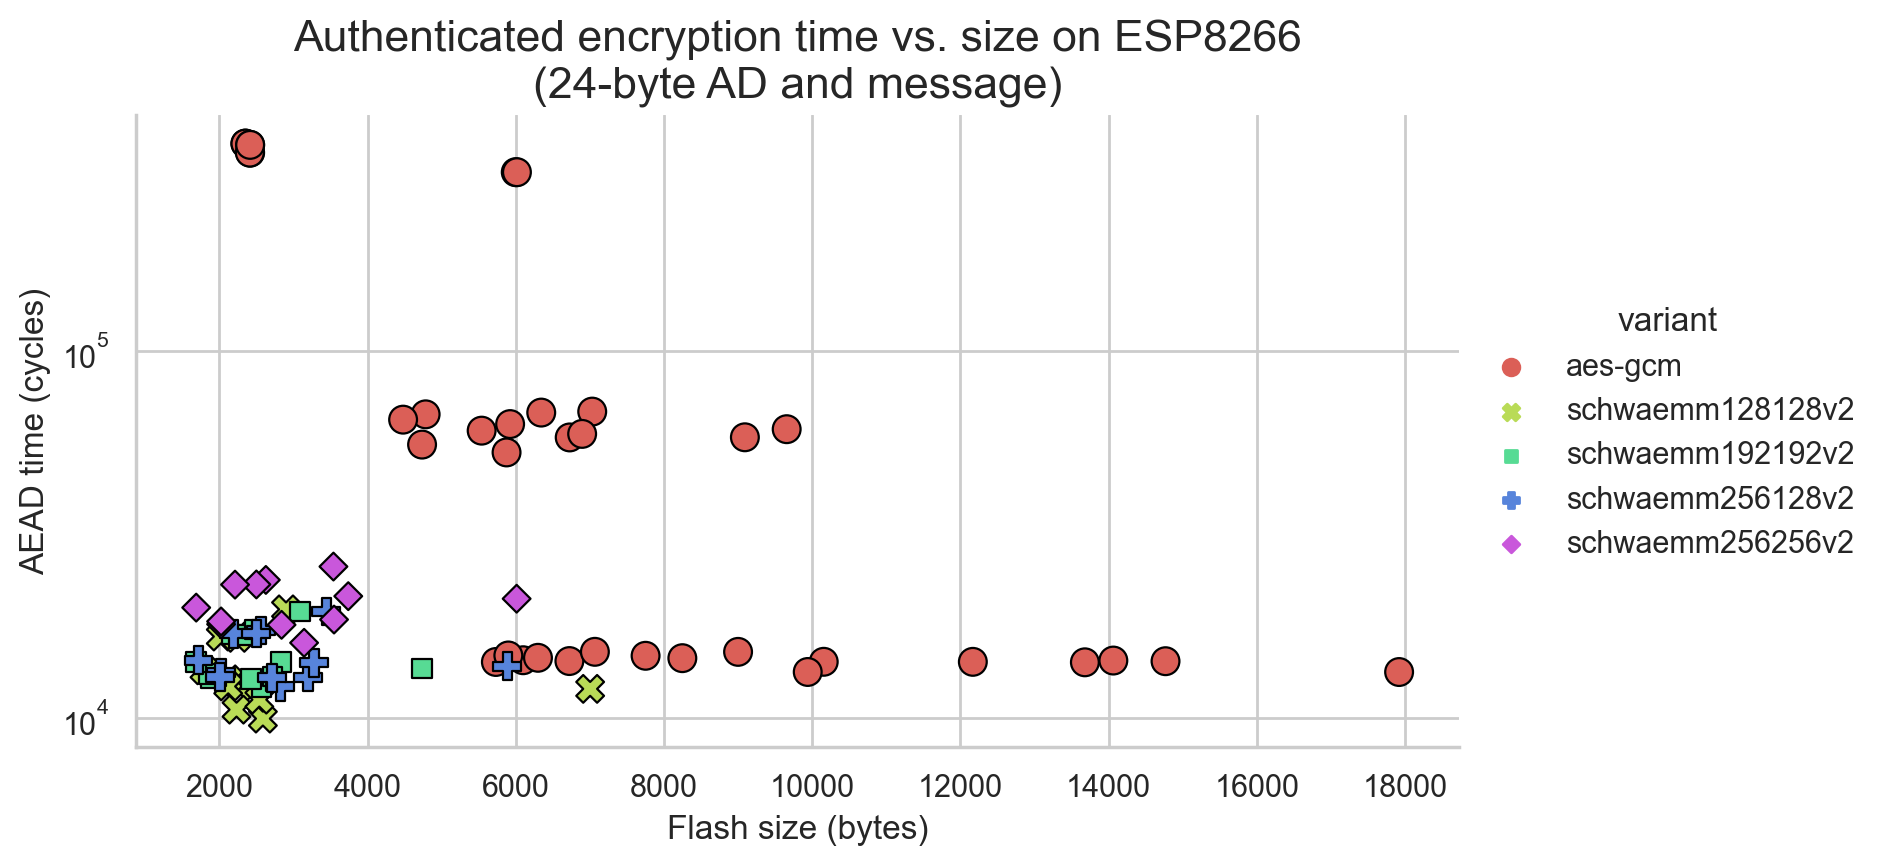 Authenticated encryption time vs. size on ESP8266
(24-byte AD and message)
AEAD time (cycles)
10^5
10^4
2000 4000 6000 8000 10000 12000 14000 16000 18000
Flash size (bytes)
variant
aes-gcm
schwaemm128128v2
schwaemm192192v2
schwaemm256128v2
schwaemm256256v2